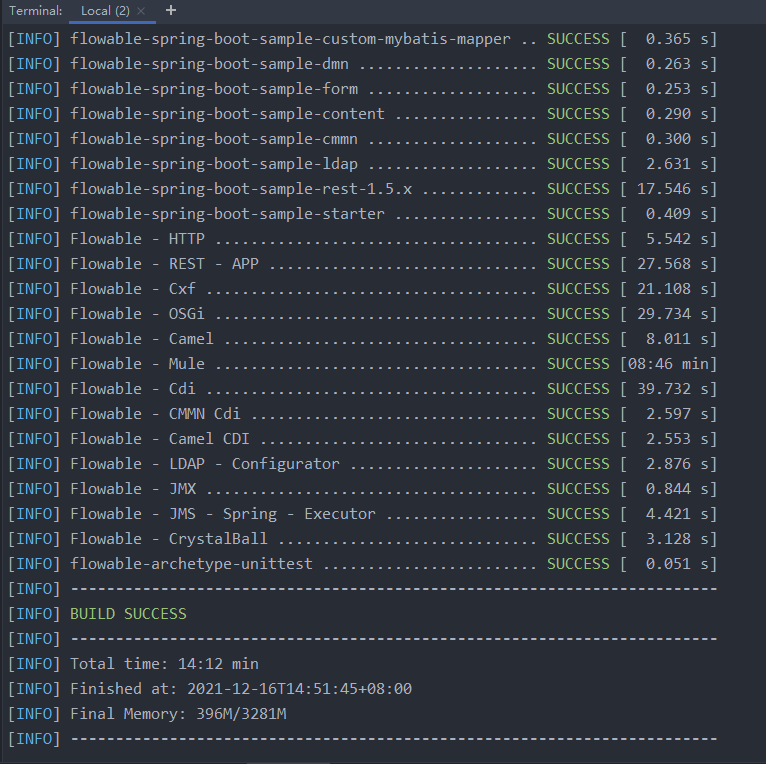 Terminal: Local (2) × +
[INFO] flowable-spring-boot-sample-custom-mybatis-mapper .. SUCCESS [  0.365 s]
[INFO] flowable-spring-boot-sample-dmn .................... SUCCESS [  0.263 s]
[INFO] flowable-spring-boot-sample-form ................... SUCCESS [  0.253 s]
[INFO] flowable-spring-boot-sample-content ................ SUCCESS [  0.290 s]
[INFO] flowable-spring-boot-sample-cmmn ................... SUCCESS [  0.300 s]
[INFO] flowable-spring-boot-sample-ldap ................... SUCCESS [  2.631 s]
[INFO] flowable-spring-boot-sample-rest-1.5.x ............. SUCCESS [ 17.546 s]
[INFO] flowable-spring-boot-sample-starter ................ SUCCESS [  0.409 s]
[INFO] Flowable - HTTP .................................... SUCCESS [  5.542 s]
[INFO] Flowable - REST - APP .............................. SUCCESS [ 27.568 s]
[INFO] Flowable - Cxf ..................................... SUCCESS [ 21.108 s]
[INFO] Flowable - OSGi .................................... SUCCESS [ 29.734 s]
[INFO] Flowable - Camel ................................... SUCCESS [  8.011 s]
[INFO] Flowable - Mule .................................... SUCCESS [08:46 min]
[INFO] Flowable - Cdi ..................................... SUCCESS [ 39.732 s]
[INFO] Flowable - CMMN Cdi ................................ SUCCESS [  2.597 s]
[INFO] Flowable - Camel CDI ............................... SUCCESS [  2.553 s]
[INFO] Flowable - LDAP - Configurator ..................... SUCCESS [  2.876 s]
[INFO] Flowable - JMX ..................................... SUCCESS [  0.844 s]
[INFO] Flowable - JMS - Spring - Executor ................. SUCCESS [  4.421 s]
[INFO] Flowable - CrystalBall ............................. SUCCESS [  3.128 s]
[INFO] flowable-archetype-unittest ........................ SUCCESS [  0.051 s]
[INFO] ------------------------------------------------------------------------
[INFO] BUILD SUCCESS
[INFO] ------------------------------------------------------------------------
[INFO] Total time: 14:12 min
[INFO] Finished at: 2021-12-16T14:51:45+08:00
[INFO] Final Memory: 396M/3281M
[INFO] ------------------------------------------------------------------------